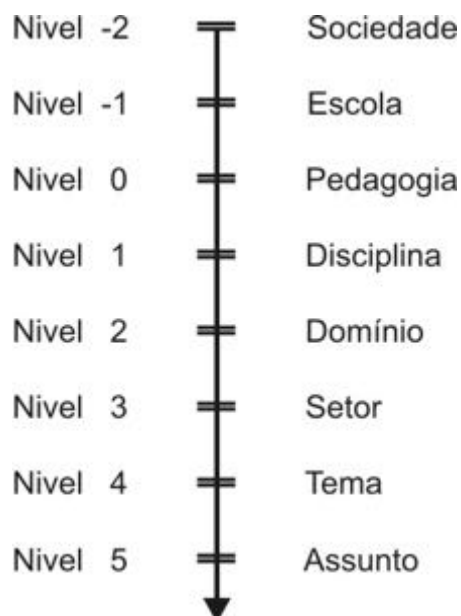 Nivel -2 Sociedade
Nivel -1 Escola
Nivel 0 Pedagogia
Nivel 1 Disciplina
Nivel 2 Domínio
Nivel 3 Setor
Nivel 4 Tema
Nivel 5 Assunto